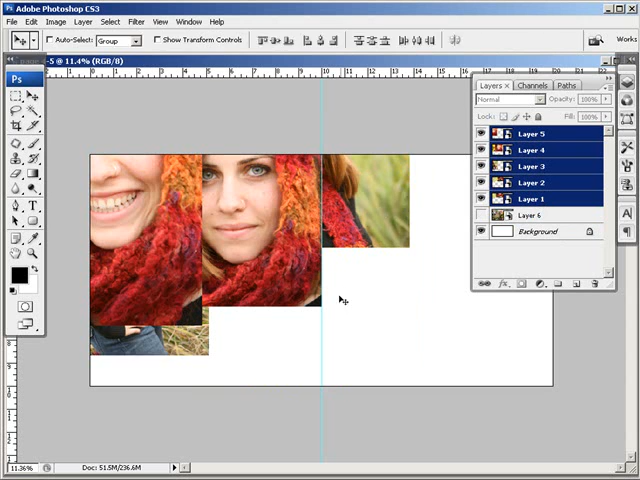 Adobe Photoshop CS3
File Edit Image Layer Select Filter View Window Help
Auto-Select: Group Show Transform Controls Works
-5 @ 11.4% (RGB/8)
Ps
Layers × Channels Paths
Normal Opacity: 100%
Lock: Fill: 100%
Layer 5
Layer 4
Layer 3
Layer 2
Layer 1
Layer 6
Background
11.36% Doc: 51.5M/236.6M